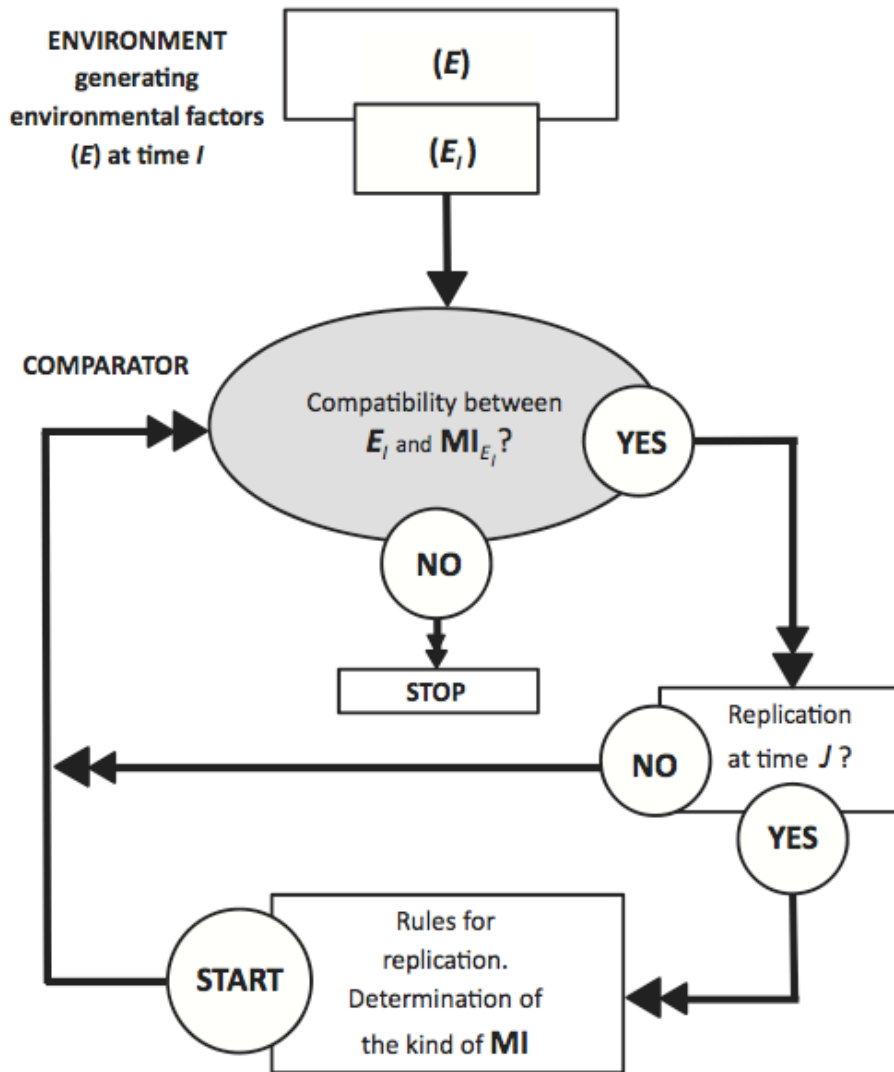 ENVIRONMENT
generating
environmental factors
(E) at time I
(E)
(E_I)
COMPARATOR
Compatibility between
E_I and MI_{E_I}?
YES
NO
STOP
Replication
at time J ?
NO
YES
Rules for
replication.
Determination of
the kind of MI
START